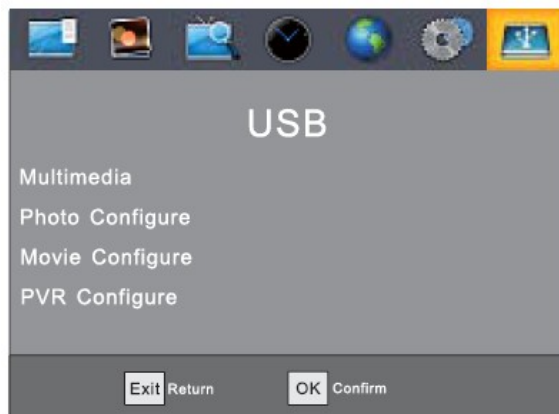 USB
Multimedia
Photo Configure
Movie Configure
PVR Configure
Exit Return OK Confirm